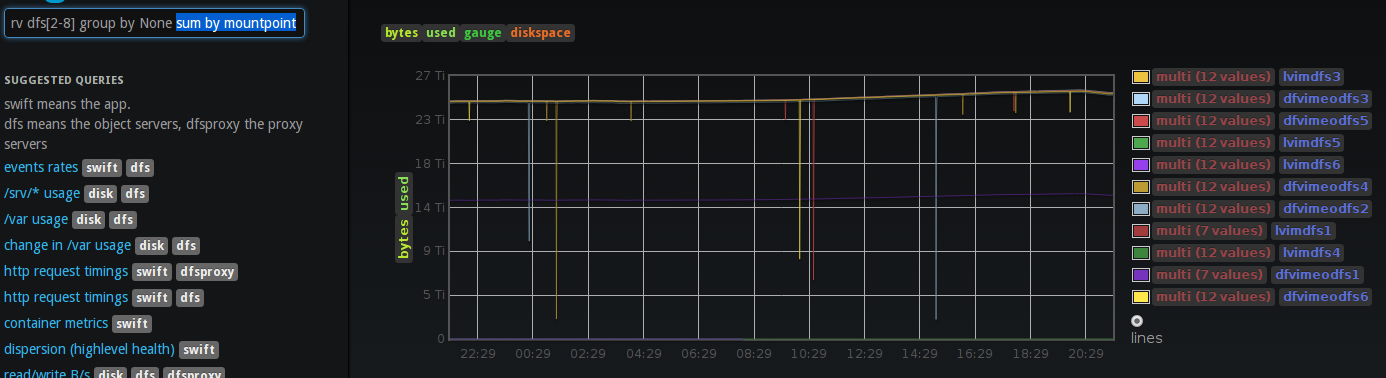 rv dfs[2-8] group by None sum by mountpoint
SUGGESTED QUERIES
swift means the app.
dfs means the object servers, dfsproxy the proxy
servers
events rates swift dfs
/srv/* usage disk dfs
/var usage disk dfs
change in /var usage disk dfs
http request timings swift dfsproxy
http request timings swift dfs
container metrics swift
dispersion (highlevel health) swift
read/write B/s disk dfs dfsproxy
bytes used gauge diskspace
bytes used
27 Ti
23 Ti
18 Ti
14 Ti
9 Ti
5 Ti
0
22:29 00:29 02:29 04:29 06:29 08:29 10:29 12:29 14:29 16:29 18:29 20:29
multi (12 values) lvimdfs3
multi (12 values) dfvimeodfs3
multi (12 values) dfvimeodfs5
multi (12 values) lvimdfs5
multi (12 values) lvimdfs6
multi (12 values) dfvimeodfs4
multi (12 values) dfvimeodfs2
multi (7 values) lvimdfs1
multi (12 values) lvimdfs4
multi (7 values) dfvimeodfs1
multi (12 values) dfvimeodfs6
lines